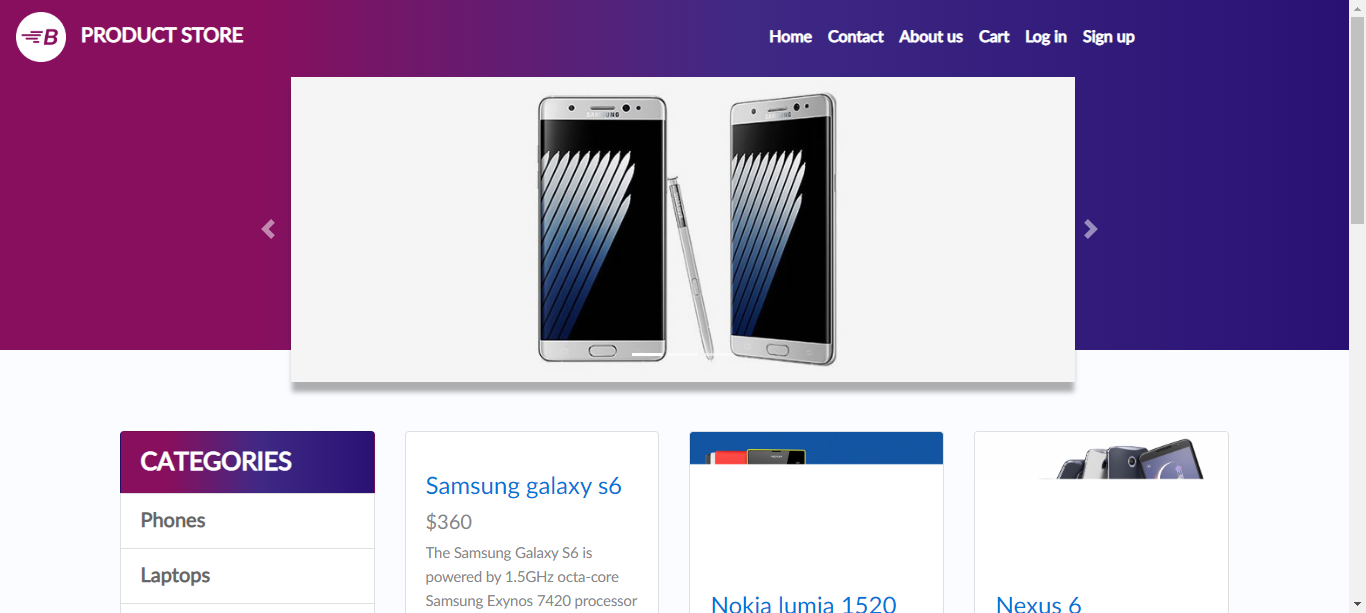 B PRODUCT STORE
Home Contact About us Cart Log in Sign up
SAMSUNG SAMSUNG
CATEGORIES
Phones
Laptops
Samsung galaxy s6
$360
The Samsung Galaxy S6 is
powered by 1.5GHz octa-core
Samsung Exynos 7420 processor
Nokia lumia 1520
Nexus 6